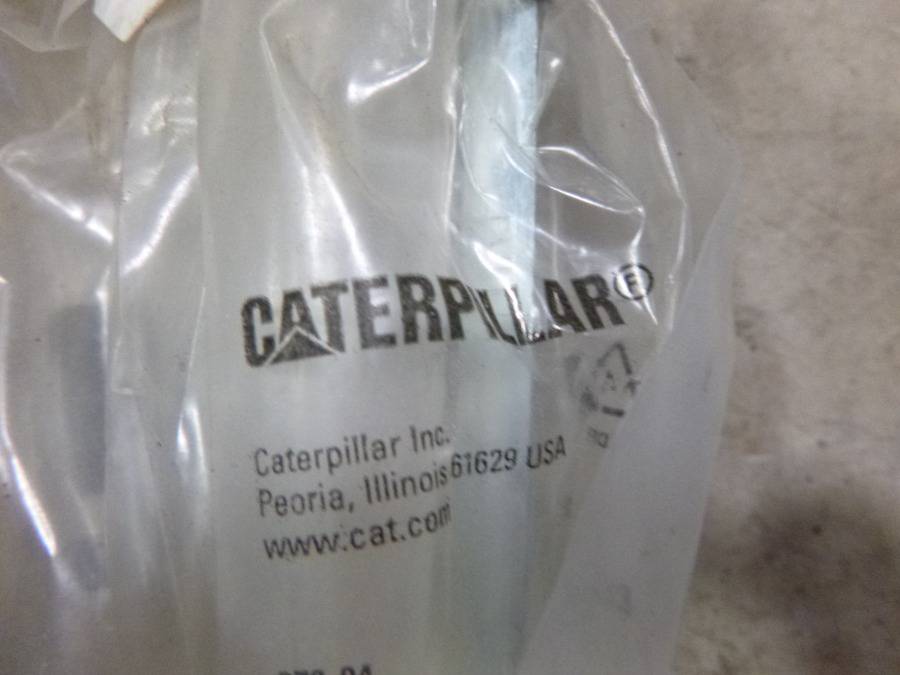 CATERPILLAR®
Caterpillar Inc.
Peoria, Illinois 61629 USA
www.cat.com